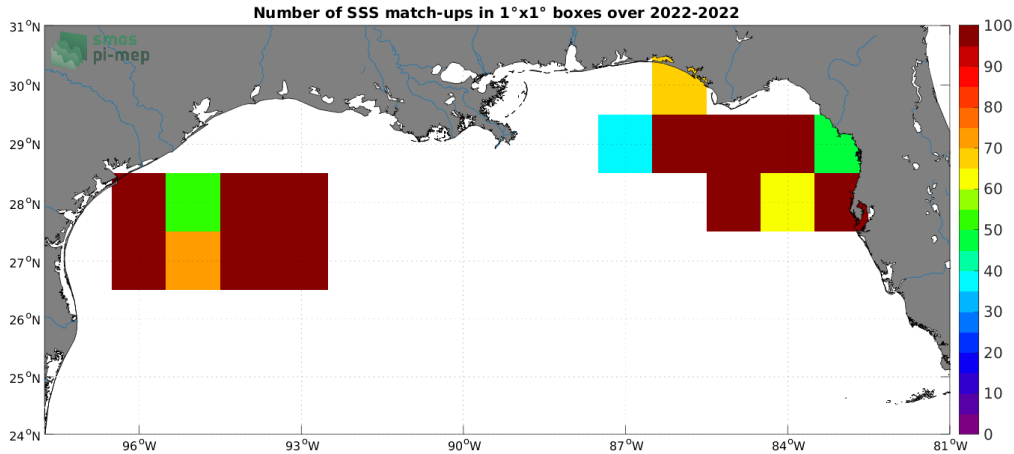 Number of SSS match-ups in 1°x1° boxes over 2022-2022
smos
pi-mep
31°N
30°N
29°N
28°N
27°N
26°N
25°N
24°N
96°W
93°W
90°W
87°W
84°W
81°W
100
90
80
70
60
50
40
30
20
10
0